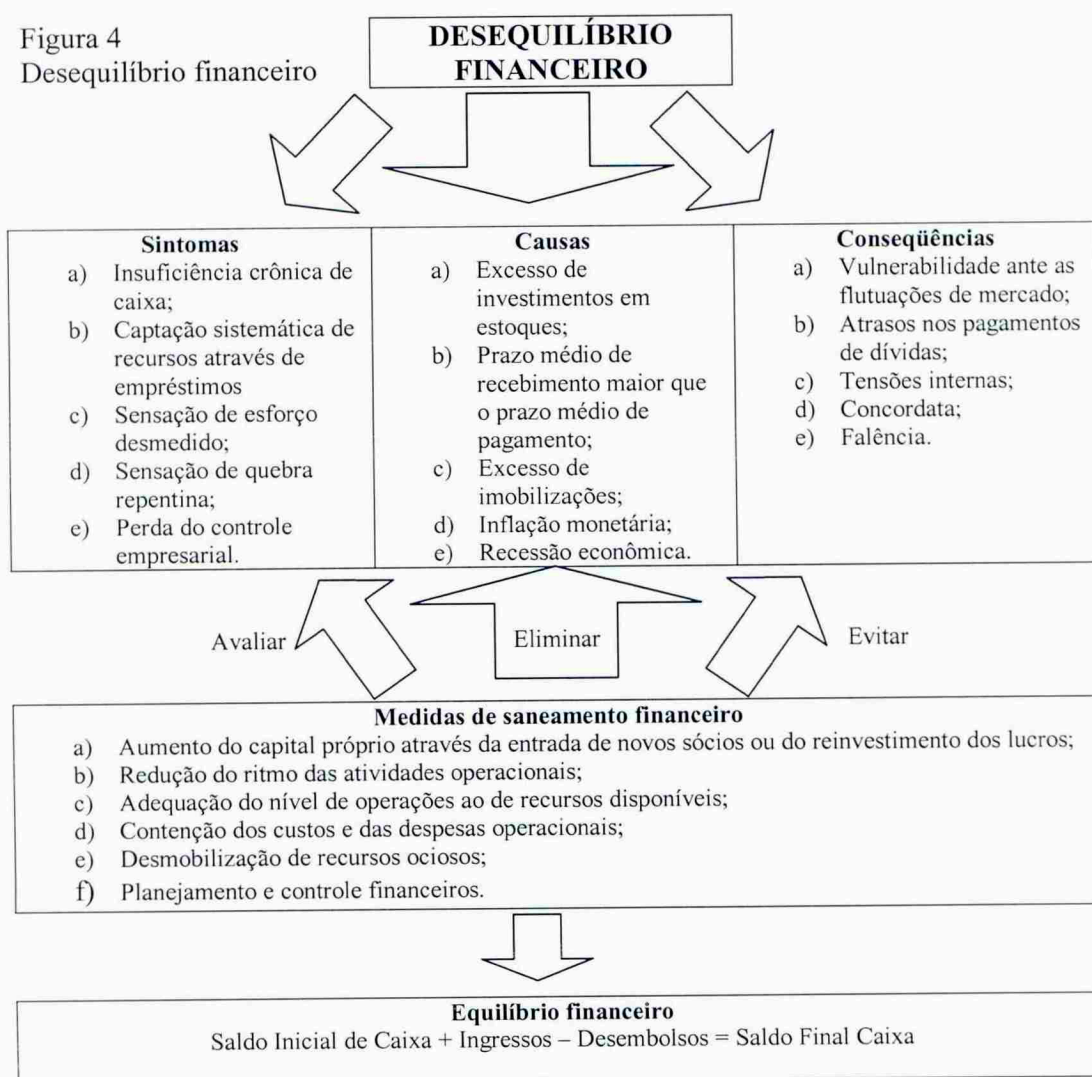 Figura 4
Desequilíbrio financeiro
DESEQUILÍBRIO
FINANCEIRO
Sintomas
a) Insuficiência crônica de
caixa;
b) Captação sistemática de
recursos através de
empréstimos
c) Sensação de esforço
desmedido;
d) Sensação de quebra
repentina;
e) Perda do controle
empresarial.
Causas
a) Excesso de
investimentos em
estoques;
b) Prazo médio de
recebimento maior que
o prazo médio de
pagamento;
c) Excesso de
imobilizações;
d) Inflação monetária;
e) Recessão econômica.
Conseqüências
a) Vulnerabilidade ante as
flutuações de mercado;
b) Atrasos nos pagamentos
de dívidas;
c) Tensões internas;
d) Concordata;
e) Falência.
Avaliar
Eliminar
Evitar
Medidas de saneamento financeiro
a) Aumento do capital próprio através da entrada de novos sócios ou do reinvestimento dos lucros;
b) Redução do ritmo das atividades operacionais;
c) Adequação do nível de operações ao de recursos disponíveis;
d) Contenção dos custos e das despesas operacionais;
e) Desmobilização de recursos ociosos;
f) Planejamento e controle financeiros.
Equilíbrio financeiro
Saldo Inicial de Caixa + Ingressos – Desembolsos = Saldo Final Caixa